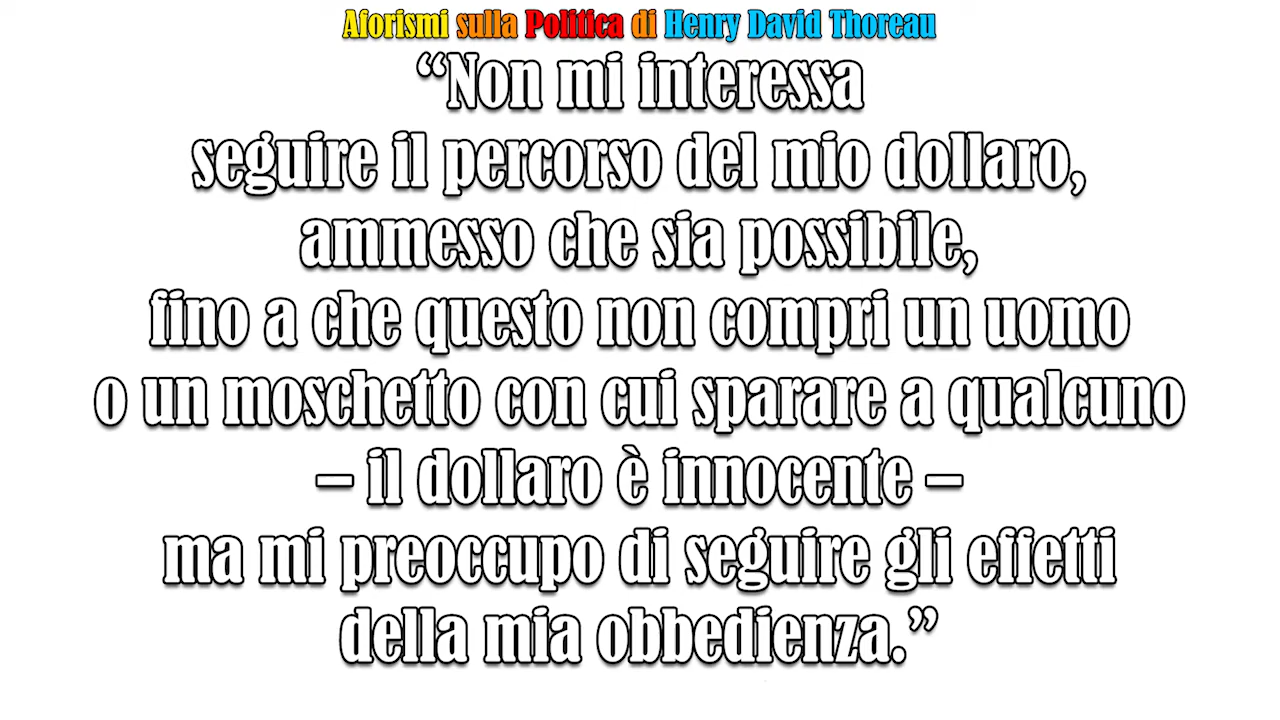 Aforismi sulla Politica di Henry David Thoreau
“Non mi interessa
seguire il percorso del mio dollaro,
ammesso che sia possibile,
fino a che questo non compri un uomo
o un moschetto con cui sparare a qualcuno
– il dollaro è innocente –
ma mi preoccupo di seguire gli effetti
della mia obbedienza.”